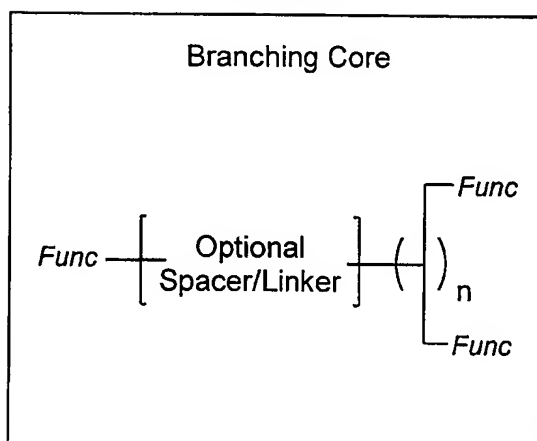 Branching Core
Func
Func
Optional
Spacer/Linker
( )
n
Func